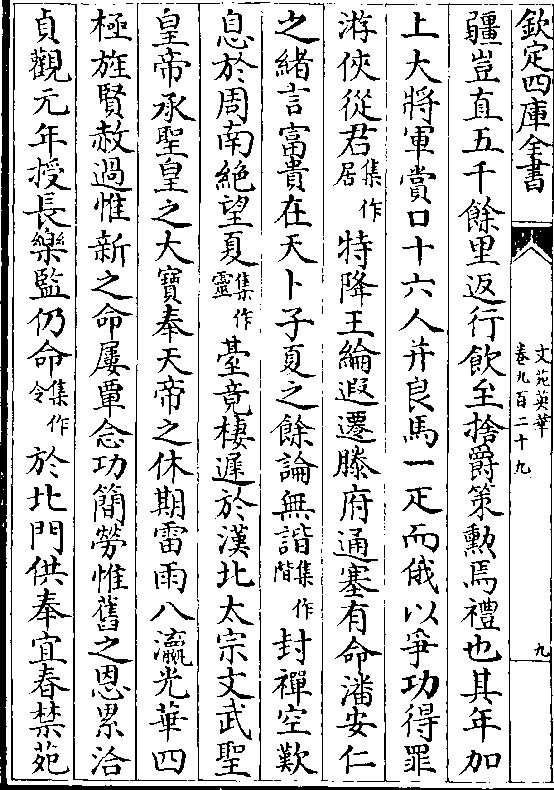 欽定四庫全書
文苑英華
卷九百二十九
九
疆豈直五千餘里返行飲至捨爵策勲焉禮也其年加
上大將軍賞口十六人并良馬一疋而俄以爭功得罪
游俠從君集作居特降王綸遐遷滕府通塞有命潘安仁
之緒言富貴在天卜子夏之餘論無諧集作階封禪空歎
息於周南絶望夏集作靈臺竟棲遲於漢北太宗文武聖
皇帝承聖皇之大寶奉天帝之休期雷雨八瀛光華四
極旌賢赦過惟新之命屢覃念功簡勞惟舊之恩累洽
貞觀元年授長樂監仍命集作令於北門供奉宜春禁苑